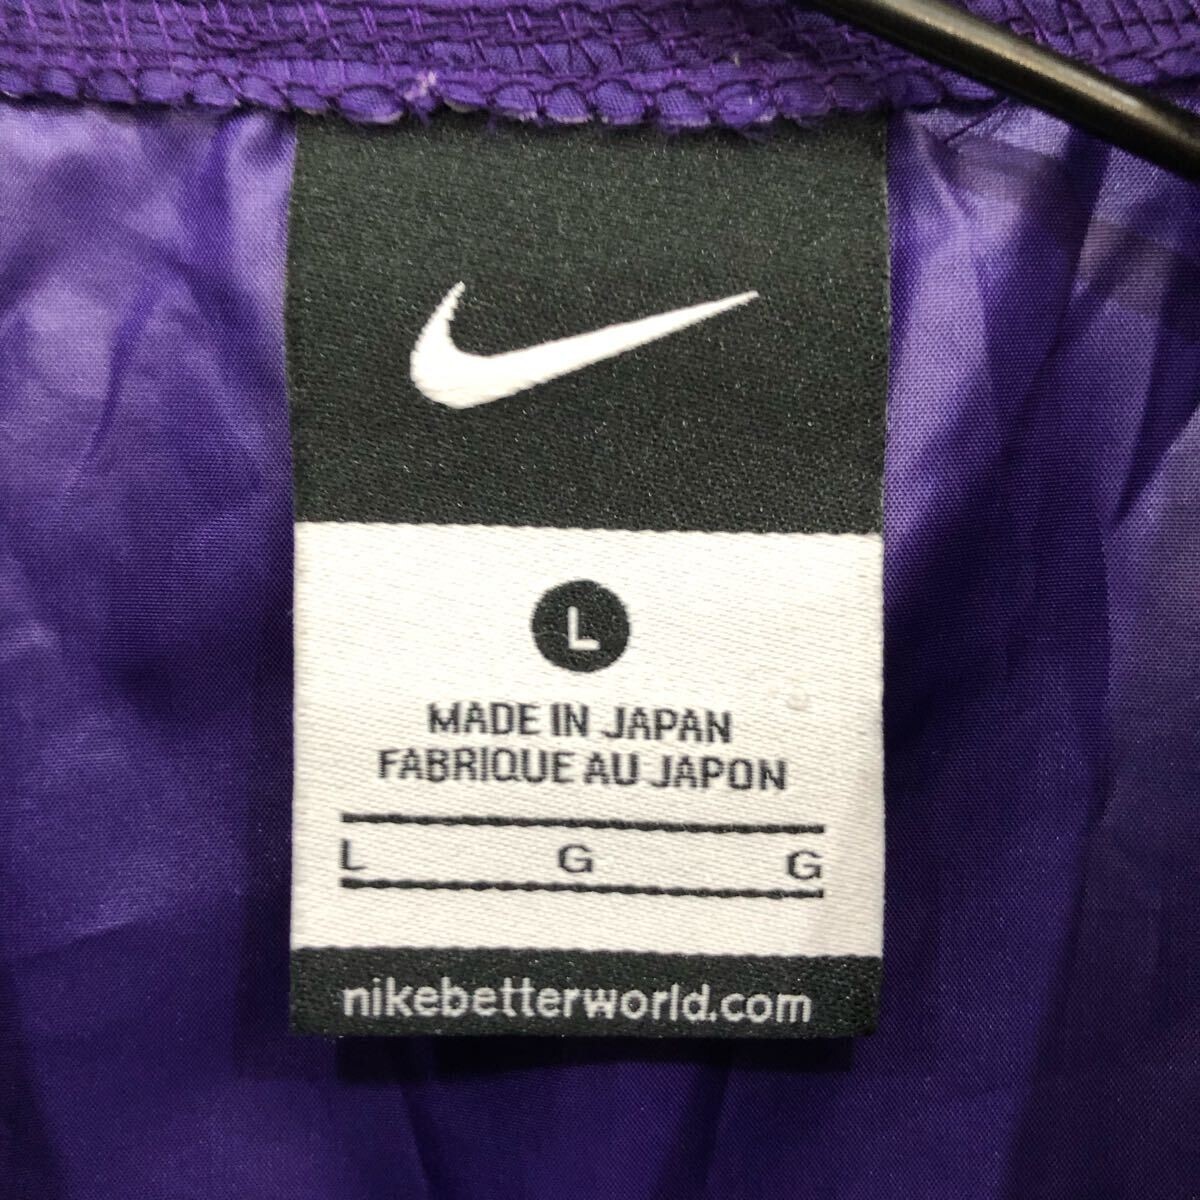 L
MADE IN JAPAN
FABRIQUE AU JAPON
L G G
nikebetterworld.com